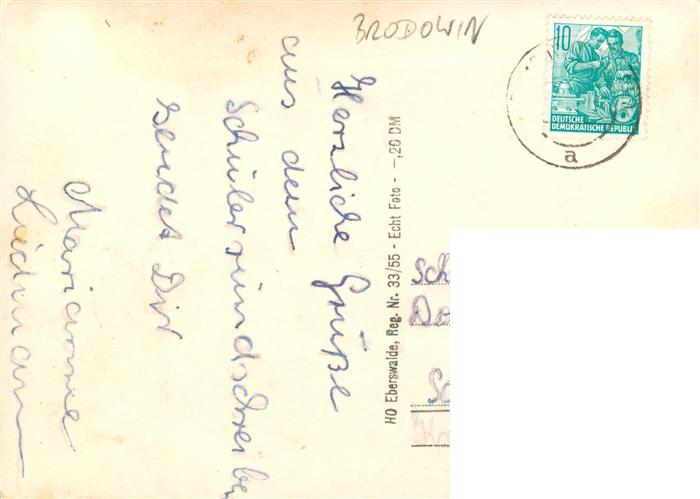 BRODOWIN
10
DEUTSCHE
DEMOKRATISCHE REPUBLIK
a
Herzliche Grüße
aus dem
Schülerrundschreiben
sendet Dir
Marianne
HO Eberswalde, Reg. Nr. 33/55 - Echt Foto - -,20 DM